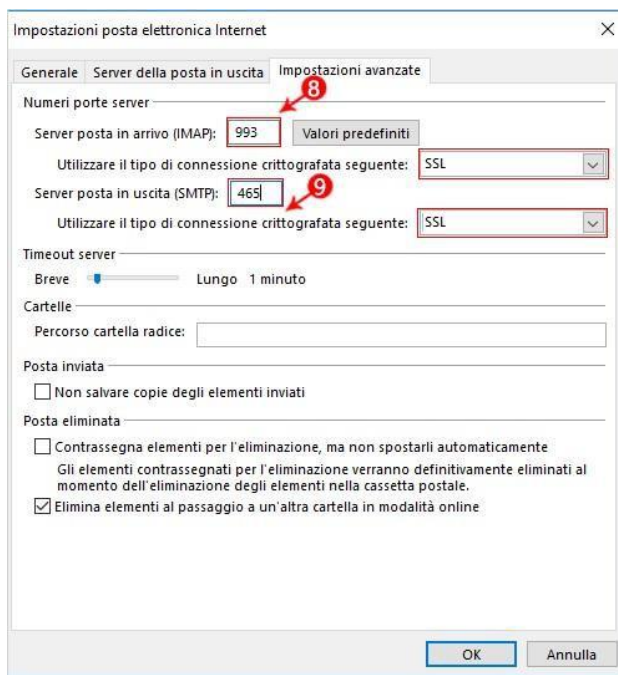 Impostazioni posta elettronica Internet
Generale Server della posta in uscita Impostazioni avanzate
8
Numeri porte server
Server posta in arrivo (IMAP): 993 Valori predefiniti
Utilizzare il tipo di connessione crittografata seguente: SSL
Server posta in uscita (SMTP): 465
9
Utilizzare il tipo di connessione crittografata seguente: SSL
Timeout server
Breve Lungo 1 minuto
Cartelle
Percorso cartella radice:
Posta inviata
Non salvare copie degli elementi inviati
Posta eliminata
Contrassegna elementi per l'eliminazione, ma non spostarli automaticamente
Gli elementi contrassegnati per l'eliminazione verranno definitivamente eliminati al
momento dell'eliminazione degli elementi nella cassetta postale.
Elimina elementi al passaggio a un'altra cartella in modalità online
OK Annulla